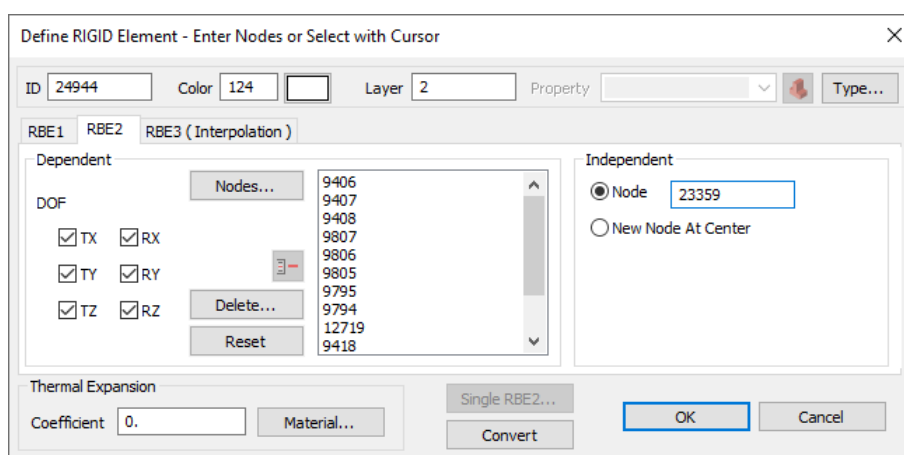 Define RIGID Element - Enter Nodes or Select with Cursor
ID 24944 Color 124 Layer 2 Property Type...
RBE1 RBE2 RBE3 ( Interpolation )
Dependent
Nodes...
DOF
TX RX
TY RY
TZ RZ
Delete...
Reset
9406
9407
9408
9807
9806
9805
9795
9794
12719
9418
Independent
Node 23359
New Node At Center
Thermal Expansion
Coefficient 0. Material...
Single RBE2...
Convert
OK Cancel